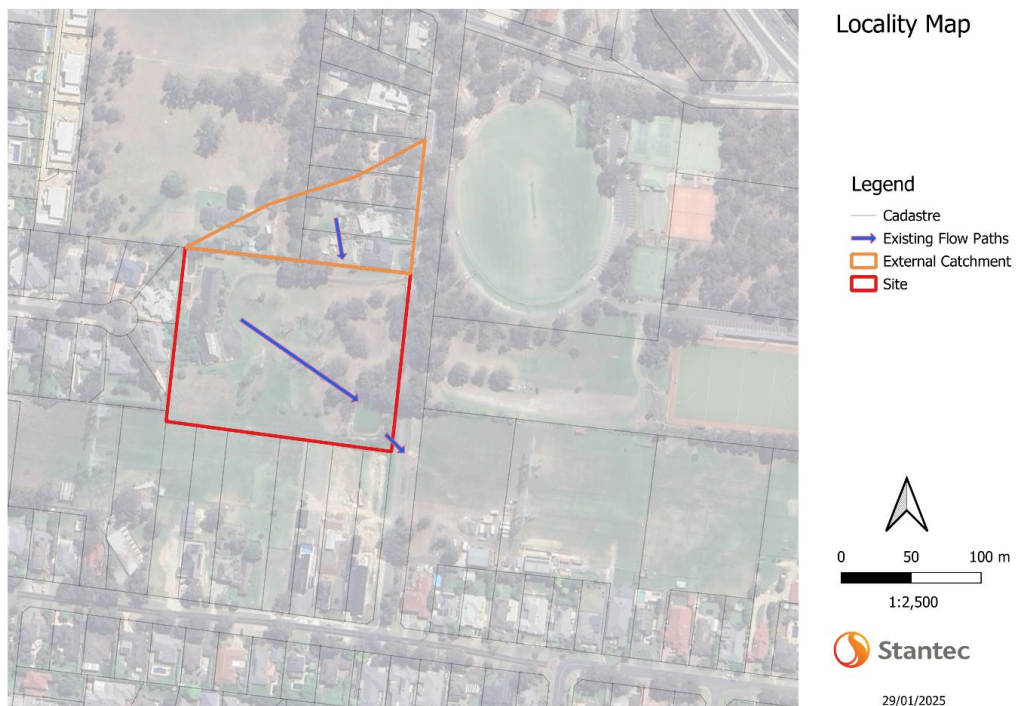 Locality Map
Legend
Cadastre
Existing Flow Paths
External Catchment
Site
0 50 100 m
1:2,500
Stantec
29/01/2025